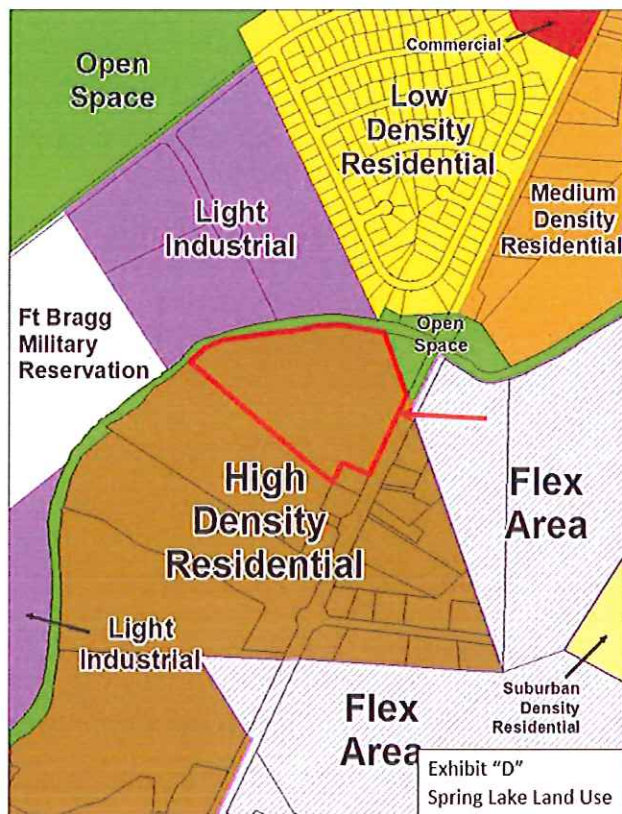 Commercial
Open
Space
Low
Density
Residential
Medium
Density
Residential
Light
Industrial
Ft Bragg
Military
Reservation
Open
Space
High
Density
Residential
Flex
Area
Light
Industrial
Suburban
Density
Residential
Flex
Area
Exhibit "D"
Spring Lake Land Use